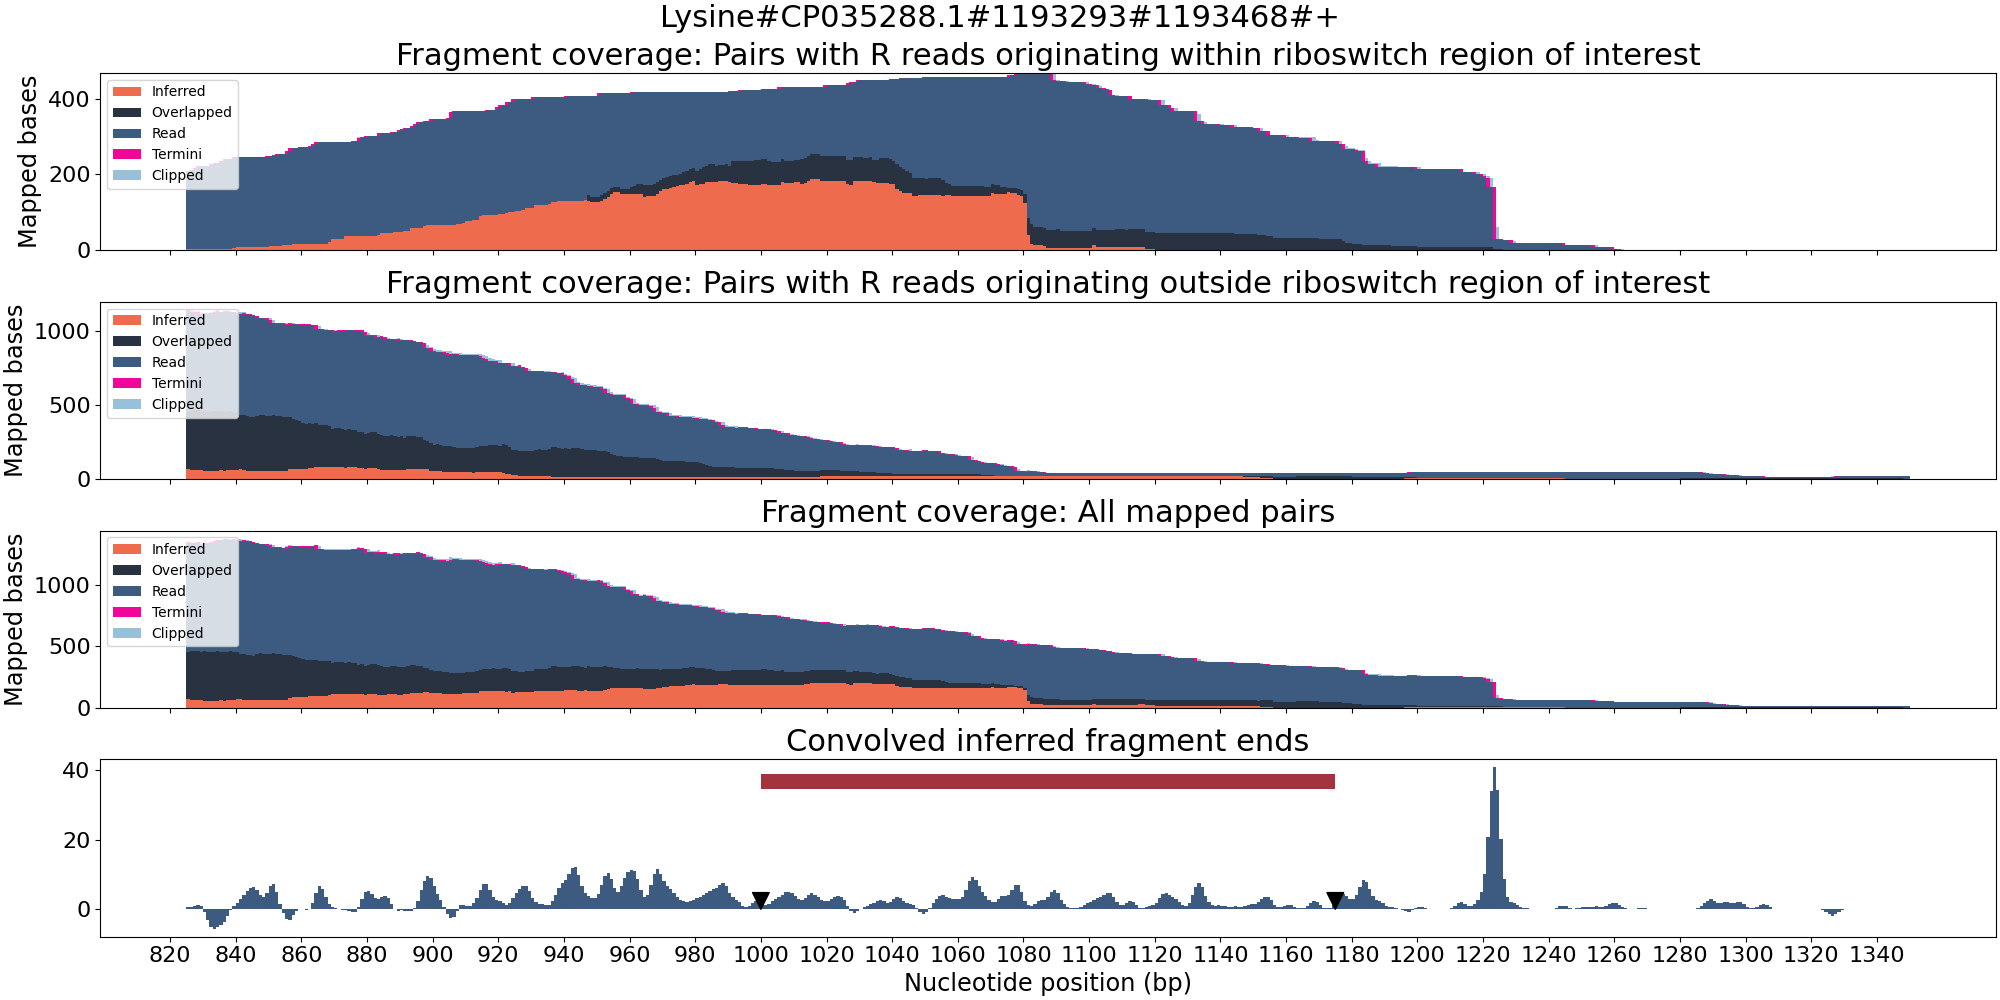 Lysine#CP035288.1#1193293#1193468#+
Fragment coverage: Pairs with R reads originating within riboswitch region of interest
Mapped bases
400
200
0
Inferred
Overlapped
Read
Termini
Clipped
Fragment coverage: Pairs with R reads originating outside riboswitch region of interest
Mapped bases
1000
500
0
Inferred
Overlapped
Read
Termini
Clipped
Fragment coverage: All mapped pairs
Mapped bases
1000
500
0
Inferred
Overlapped
Read
Termini
Clipped
Convolved inferred fragment ends
40
20
0
820 840 860 880 900 920 940 960 980 1000 1020 1040 1060 1080 1100 1120 1140 1160 1180 1200 1220 1240 1260 1280 1300 1320 1340
Nucleotide position (bp)